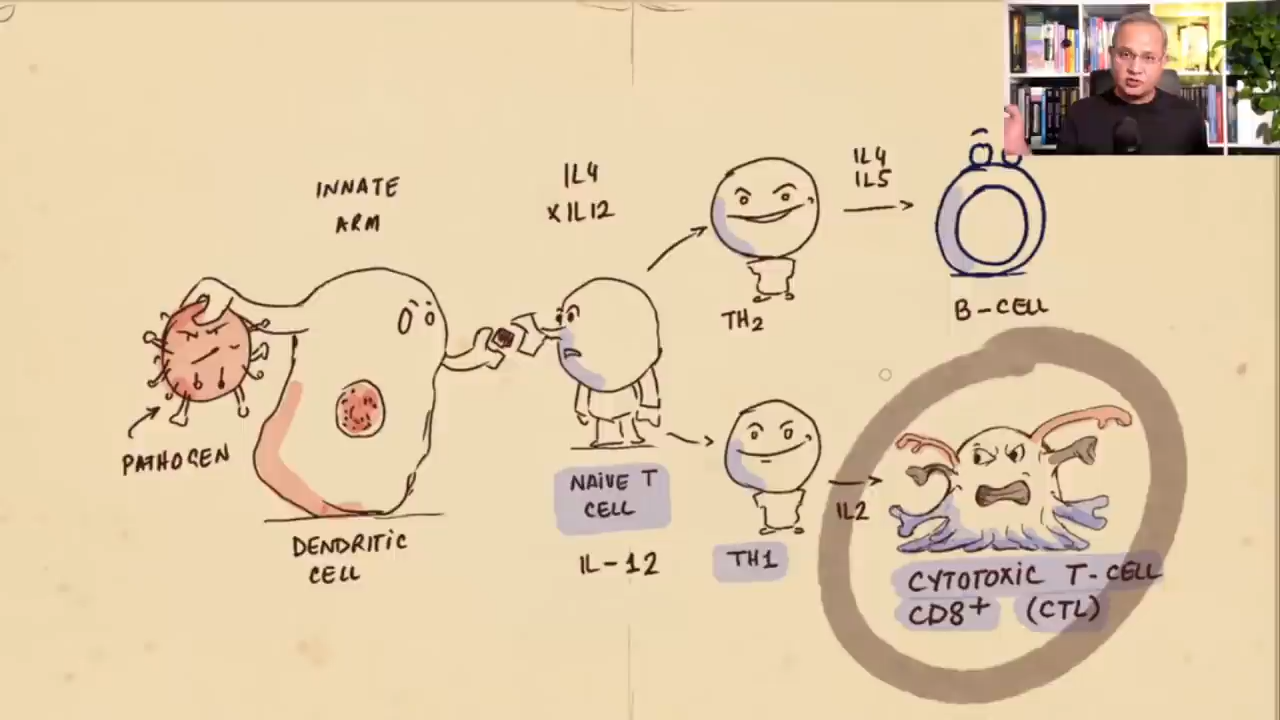 INNATE
ARM
IL4
X IL12
IL4
IL5
TH2
B-CELL
PATHOGEN
DENDRITIC
CELL
NAIVE T
CELL
IL-12
TH1
IL2
CYTOTOXIC T-CELL
CD8+ (CTL)